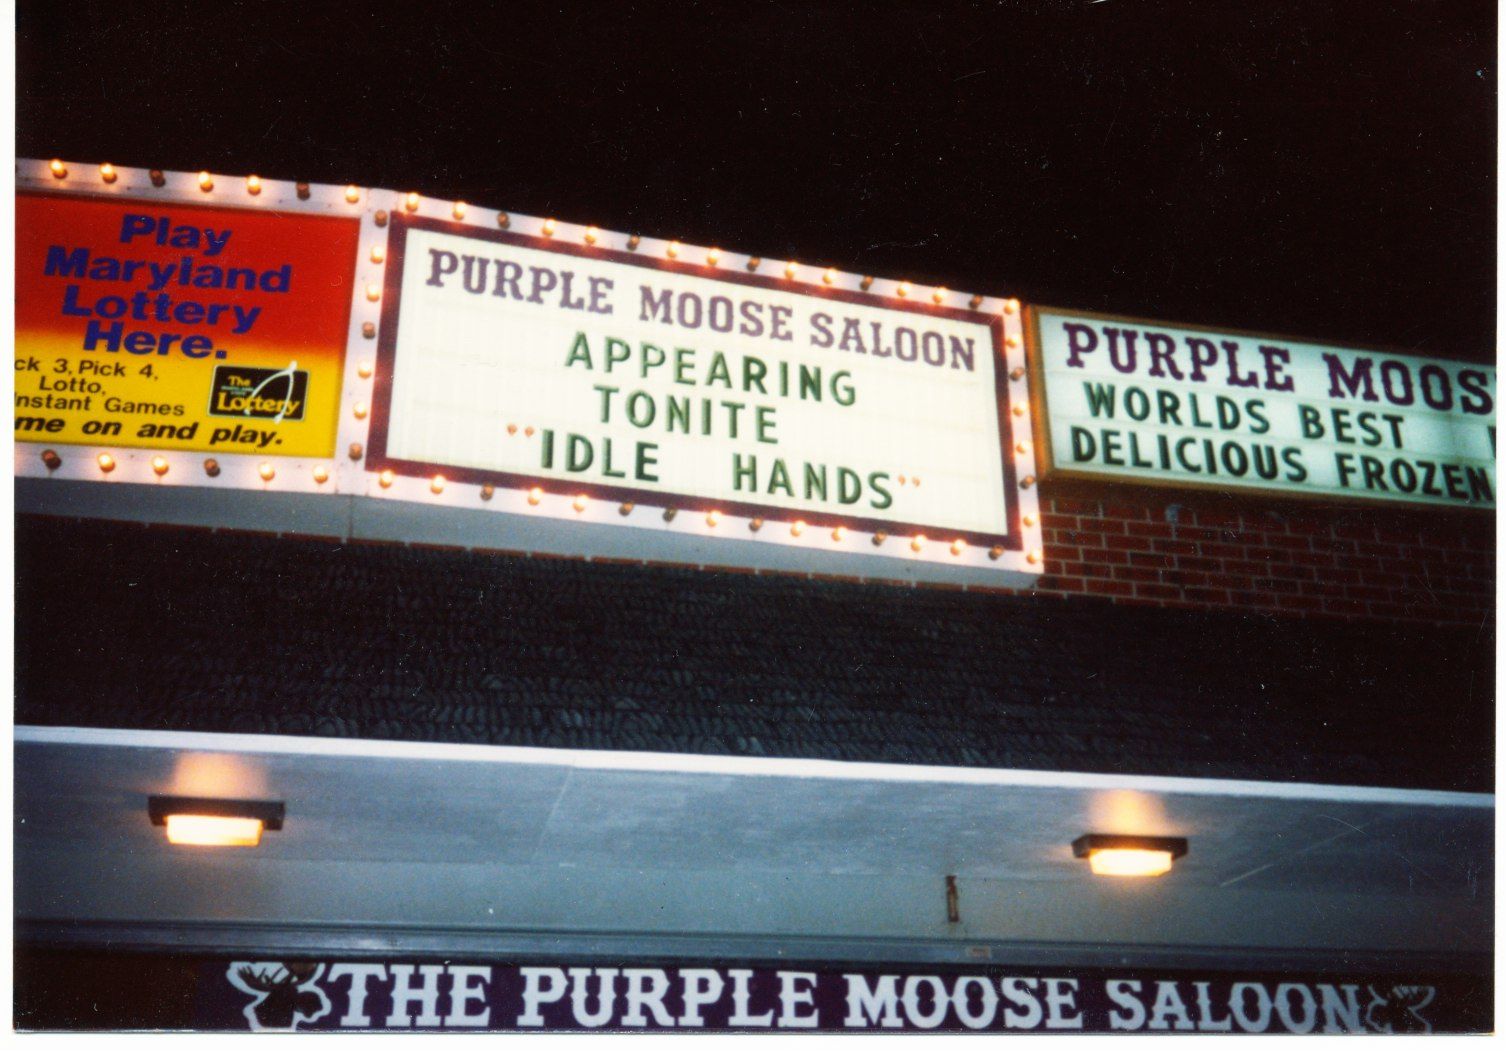 Play
Maryland
Lottery
Here.
ck 3, Pick 4,
Lotto,
nstant Games
me on and play.
The
Lottery
PURPLE MOOSE SALOON
APPEARING
TONITE
"IDLE HANDS"
PURPLE MOOS
WORLDS BEST
DELICIOUS FROZEN
THE PURPLE MOOSE SALOON